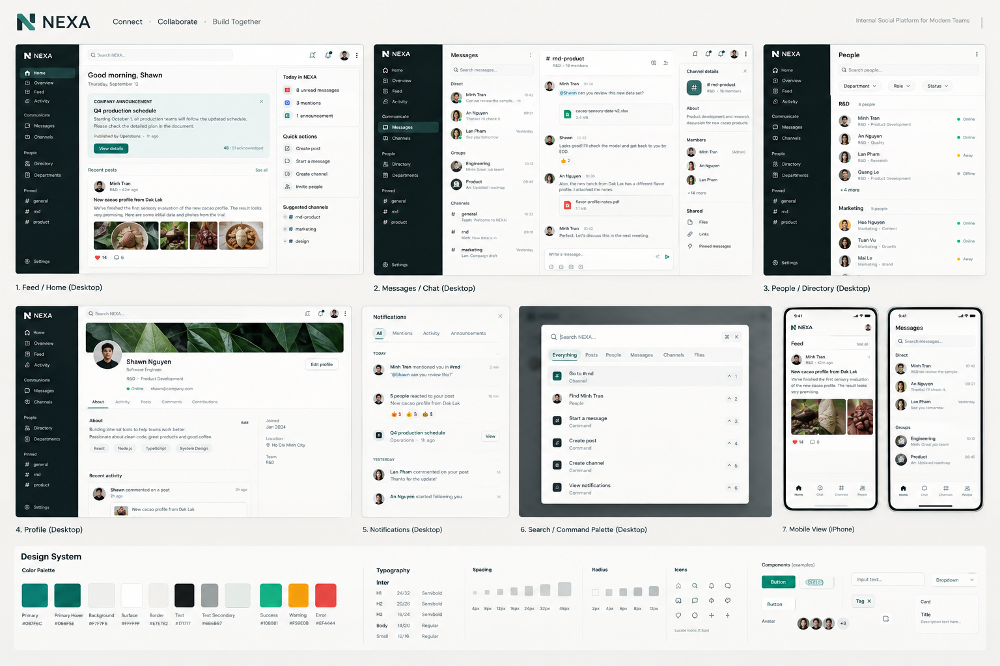 NEXA
Connect · Collaborate · Build Together
Internal Social Platform for Modern Teams
NEXA
Home
Overview
Feed
Activity
Communicate
Messages
Channels
People
Directory
Departments
Pinned
# general
# rnd
# product
Settings
Search NEXA...
Good morning, Shawn
Thursday, September 12
COMPANY ANNOUNCEMENT
Q4 production schedule
Starting October 1, all production teams will follow the updated schedule.
Please check the detailed plan in the document.
Published by Operations · 1h ago
View details
48 / 51 acknowledged
Recent posts
See all
Minh Tran
R&D · 42m ago
New cacao profile from Dak Lak
We've finished the first sensory evaluation of the new cacao profile. The result looks
very promising. Here are some initial data and photos from the trial.
14
6
Today in NEXA
8 unread messages
3 mentions
1 announcement
Quick actions
Create post
Start a message
Create channel
Invite people
Suggested channels
# rnd-product
# marketing
# design
1. Feed / Home (Desktop)
NEXA
Home
Overview
Feed
Activity
Communicate
Messages
Channels
People
Directory
Departments
Pinned
# general
# rnd
# product
Settings
Messages
Search messages...
Direct
Minh Tran
10:42
Can we review the sample...
An Nguyen
09:21
Thanks! I'll check it.
Lan Pham
Yesterday
See you tomorrow
Groups
Engineering
10:12
Minh: Great job team!
Product
09:45
An: Updated roadmap
Channels
# general
10:32
Team: Welcome to NEXA!
# rnd
09:18
Minh: New data is in
# marketing
Yesterday
Lan: Campaign draft
# rnd-product
R&D · 18 members
Minh Tran 10:34
@Shawn can you review this new data set?
cacao-sensory-data-v2.xlsx
2.4 MB
Shawn 10:32
Looks good! I'll check the model and get back to you by
EOD.
2
An Nguyen 10:36
Also, the new batch from Dak Lak has a different flavor
profile. I attached the notes.
flavor-profile-notes.pdf
1.1 MB
Minh Tran 10:42
Perfect. Let's discuss this in the next meeting.
Write a message...
Channel details
# rnd-product
R&D · 18 members
About
Product development and research
discussion for new cacao products.
Members
Minh Tran (Admin)
An Nguyen
Lan Pham
+14 more
Shared
Files
Links
Pinned messages
2. Messages / Chat (Desktop)
NEXA
Home
Overview
Feed
Activity
Communicate
Messages
Channels
People
Directory
Departments
Pinned
# general
# rnd
# product
Settings
People
Search people...
Department
Role
Status
R&D 8 people
Minh Tran
R&D · Product Development
Online
An Nguyen
R&D · Quality
Online
Lan Pham
R&D · Research
Away
Quang Le
R&D · Product Development
Offline
+4 more
Marketing 5 people
Hoa Nguyen
Marketing · Content
Online
Tuan Vu
Marketing · Growth
Online
Mai Le
Marketing · Brand
Away
3. People / Directory (Desktop)
NEXA
Home
Overview
Feed
Activity
Communicate
Messages
Channels
People
Directory
Departments
Pinned
# general
# rnd
# product
Settings
Search NEXA...
Shawn Nguyen
Software Engineer
R&D · Product Development
Online shawn@company.com
Edit profile
About
Activity
Posts
Comments
Contributions
About
Edit
Building internal tools to help teams work better.
Passionate about clean code, great products and good coffee.
React
Node.js
TypeScript
System Design
Recent activity
Shawn commented on a post
2h ago
2h ago
New cacao profile from Dak Lak
Joined
Jan 2024
Location
Ho Chi Minh City
Team
R&D
4. Profile (Desktop)
Notifications
All
Mentions
Activity
Announcements
TODAY
Minh Tran mentioned you in #rnd
2 min
"@Shawn can you review this?"
5 people reacted to your post
18 min
New cacao profile from Dak Lak
Q4 production schedule
Operations · 1h ago
View
YESTERDAY
Lan Pham commented on your post
1d
Thanks for the update!
An Nguyen started following you
1d
5. Notifications (Desktop)
Search NEXA...
⌘ K
Everything
Posts
People
Messages
Channels
Files
Go to #rnd
Channel
1
Find Minh Tran
People
2
Start a message
Command
3
Create post
Command
4
Create channel
Command
5
View notifications
Command
6
6. Search / Command Palette (Desktop)
9:41
NEXA
Feed
See all
Minh Tran
R&D · 42m ago
New cacao profile from Dak Lak
We've finished the first sensory evaluation
of the new cacao profile. The result looks
very promising.
14
6
Home
Chat
Channels
People
9:41
Messages
Search messages...
Direct
Minh Tran
10:42
R&D we review the sample...
An Nguyen
09:21
Thanks! I'll check it.
Lan Pham
Yesterday
See you tomorrow
Groups
Engineering
10:12
Minh: Great job team!
Product
09:45
An: Updated roadmap
Home
Chat
Channels
People
7. Mobile View (iPhone)
Design System
Color Palette
Primary
#087F6C
Primary Hover
#066F5E
Background
#F7F7F5
Surface
#FFFFFF
Border
#E7E7E2
Text
#171717
Text Secondary
#6B6B67
Success
#10B981
Warning
#F59E0B
Error
#EF4444
Typography
Inter
H1 24/32 Semibold
H2 20/28 Semibold
H3 16/24 Semibold
Body 14/20 Regular
Small 12/16 Regular
Spacing
4px 8px 12px 16px 24px 32px 48px
Radius
2px 4px 6px 8px 12px
Icons
Lucide Icons (1.5px)
Components (examples)
Button
Button
Button
Input text...
Dropdown
Tag ✕
Avatar
+3
Card
Title
Description text here...